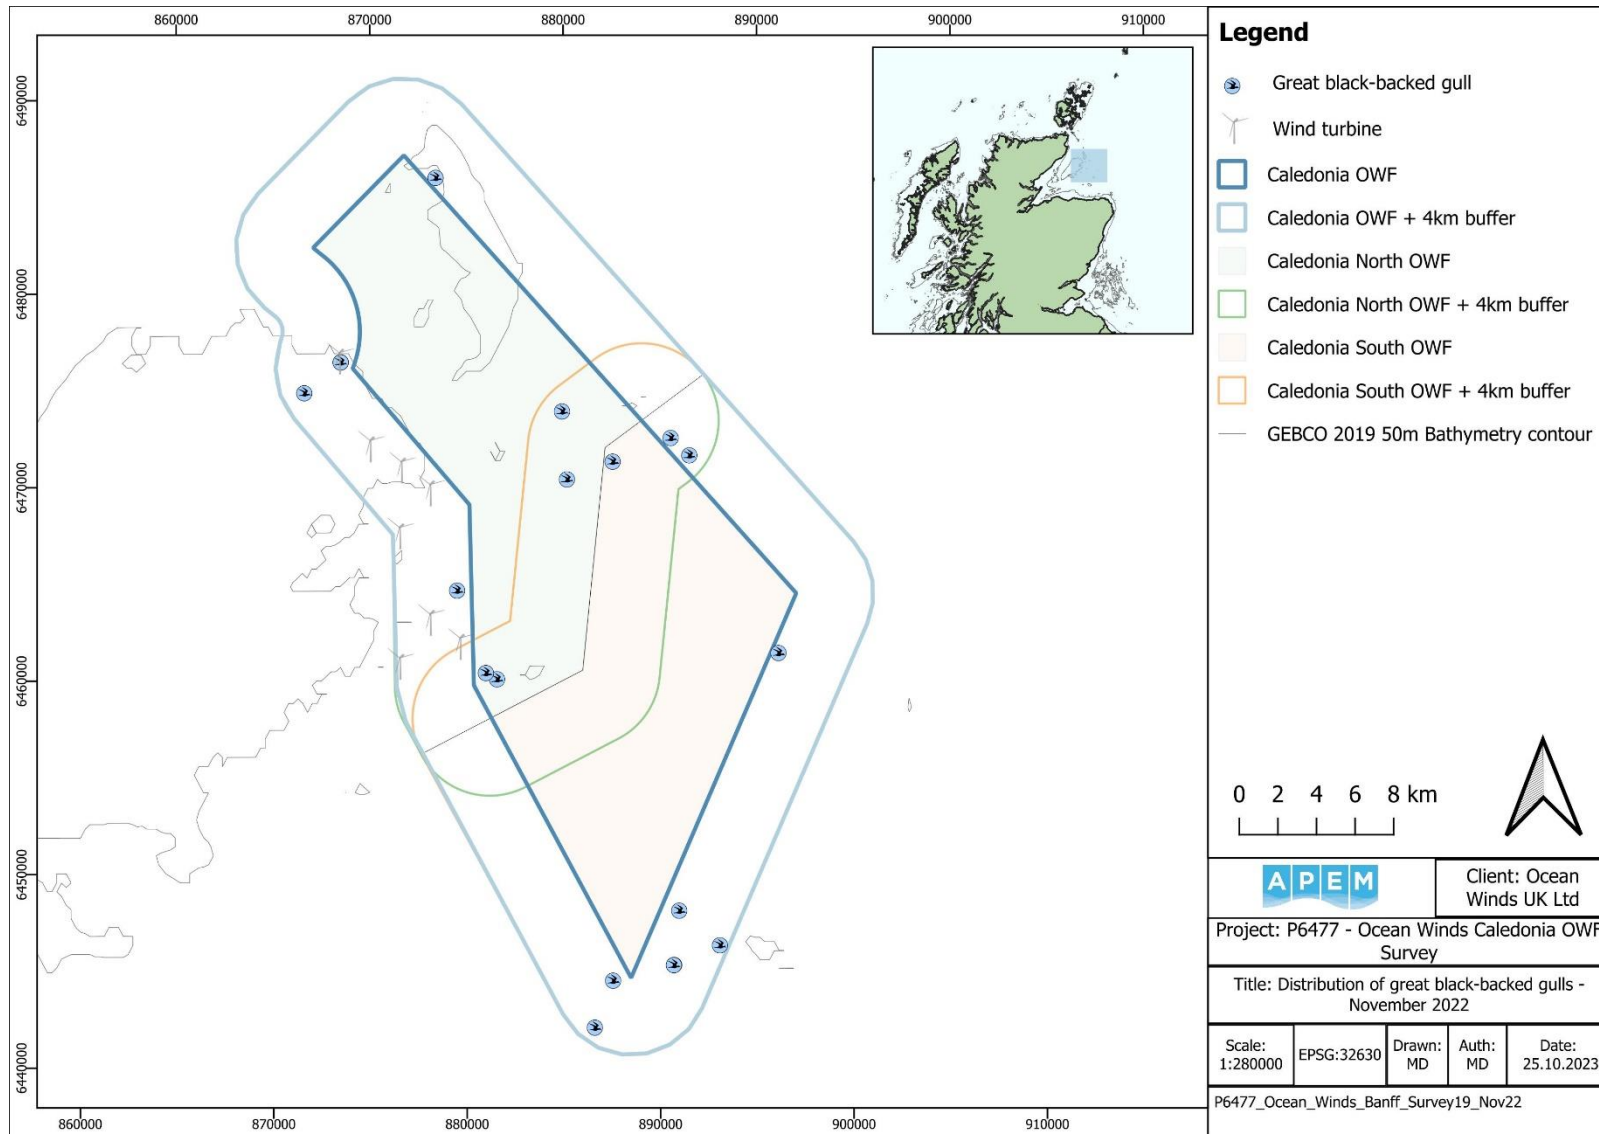 860000 870000 880000 890000 900000 910000
6490000
6480000
6470000
6460000
6450000
6440000
860000 870000 880000 890000 900000 910000
Legend
Great black-backed gull
Wind turbine
Caledonia OWF
Caledonia OWF + 4km buffer
Caledonia North OWF
Caledonia North OWF + 4km buffer
Caledonia South OWF
Caledonia South OWF + 4km buffer
GEBCO 2019 50m Bathymetry contour
0 2 4 6 8 km
APEM
Client: Ocean
Winds UK Ltd
Project: P6477 - Ocean Winds Caledonia OWF
Survey
Title: Distribution of great black-backed gulls -
November 2022
Scale:
1:280000
EPSG:32630
Drawn:
MD
Auth:
MD
Date:
25.10.2023
P6477_Ocean_Winds_Banff_Survey19_Nov22